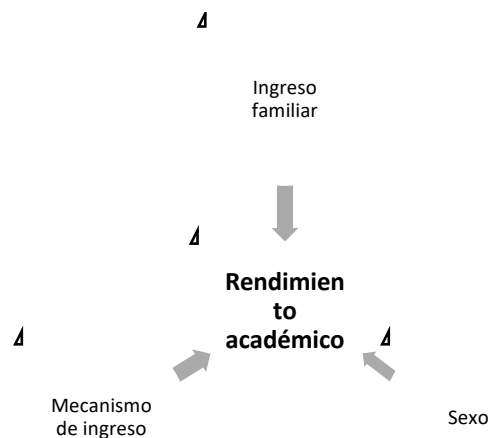 Ingreso
familiar
Rendimien
to
académico
Mecanismo
de ingreso
Sexo